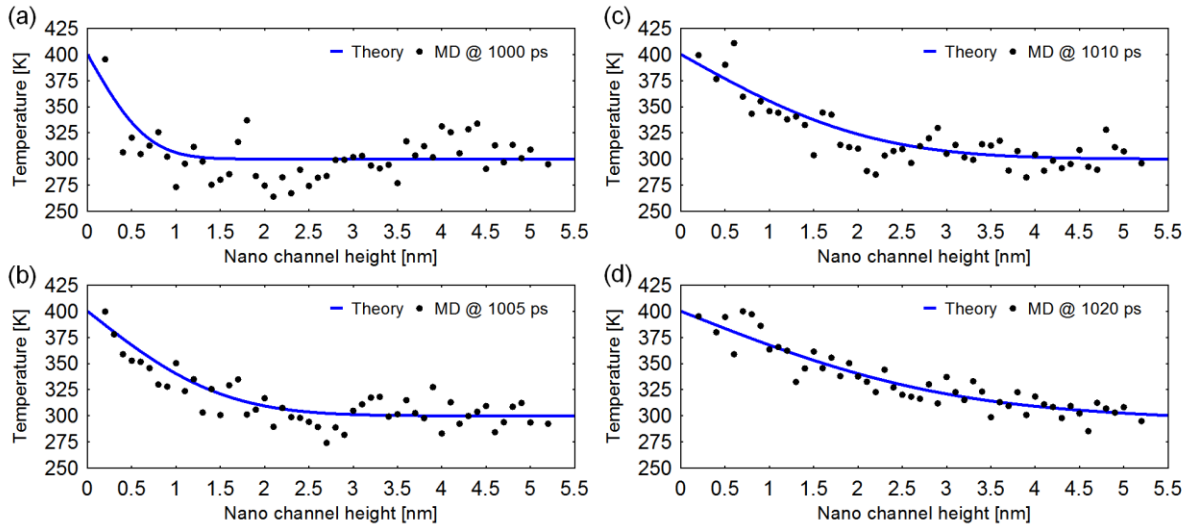 (a)
Temperature [K]
425
400
375
350
325
300
275
250
Theory MD @ 1000 ps
0 0.5 1 1.5 2 2.5 3 3.5 4 4.5 5 5.5
Nano channel height [nm]
(b)
Temperature [K]
425
400
375
350
325
300
275
250
Theory MD @ 1005 ps
0 0.5 1 1.5 2 2.5 3 3.5 4 4.5 5 5.5
Nano channel height [nm]
(c)
Temperature [K]
425
400
375
350
325
300
275
250
Theory MD @ 1010 ps
0 0.5 1 1.5 2 2.5 3 3.5 4 4.5 5 5.5
Nano channel height [nm]
(d)
Temperature [K]
425
400
375
350
325
300
275
250
Theory MD @ 1020 ps
0 0.5 1 1.5 2 2.5 3 3.5 4 4.5 5 5.5
Nano channel height [nm]